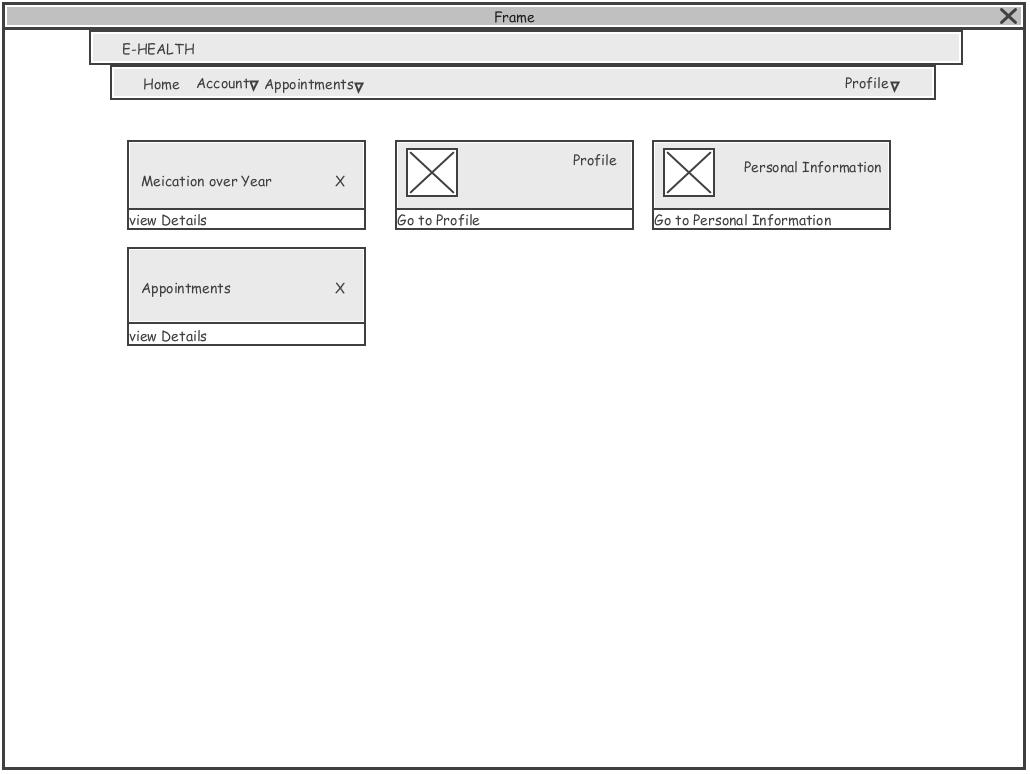 Frame
E-HEALTH
Home Account Appointments Profile
Meication over Year X
view Details
Profile
Go to Profile
Personal Information
Go to Personal Information
Appointments X
view Details